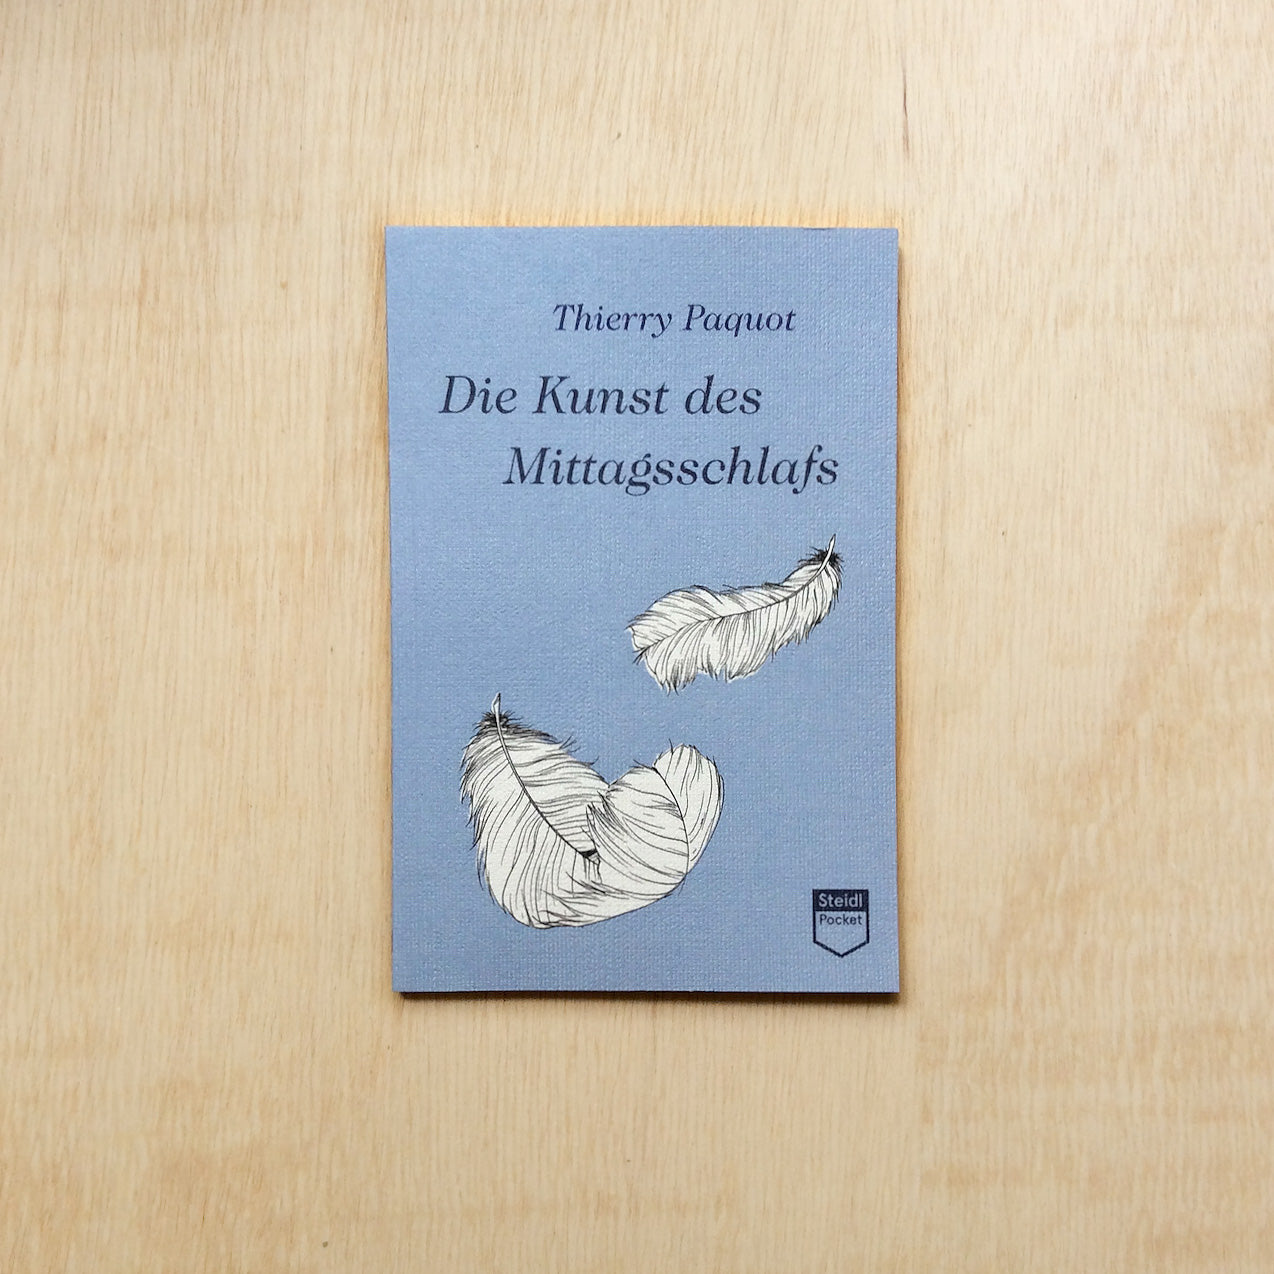 Thierry Paquot
Die Kunst des
Mittagsschlafs
Steidl
Pocket